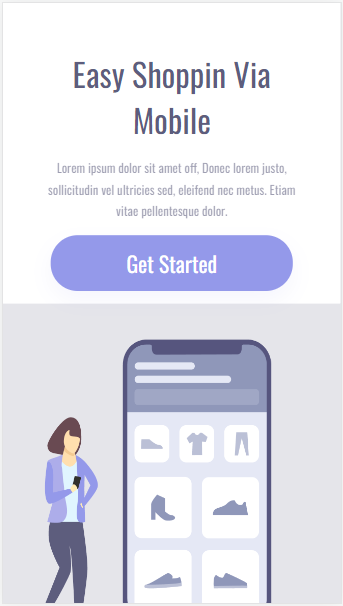 Easy Shoppin Via
Mobile
Lorem ipsum dolor sit amet off, Donec lorem justo,
sollicitudin vel ultricies sed, eleifend nec metus. Etiam
vitae pellentesque dolor.
Get Started